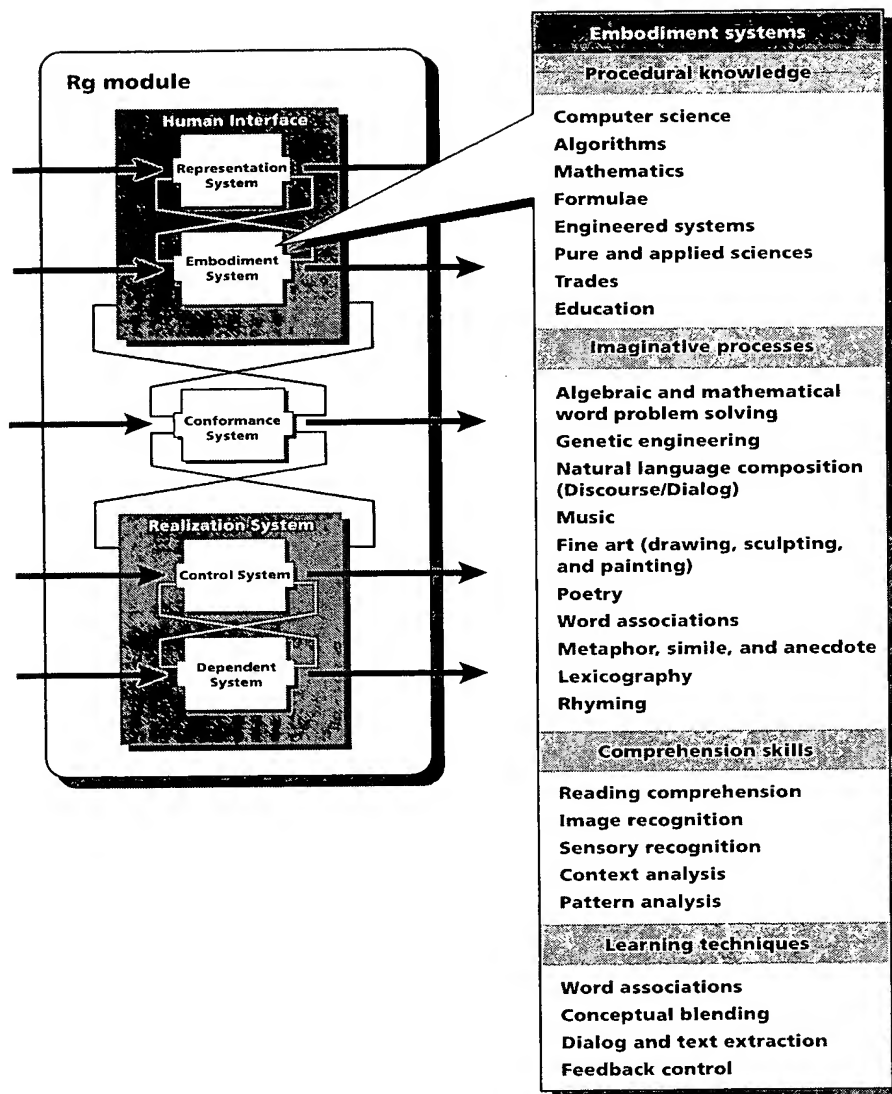 Rg module
Human Interface
Representation
System
Embodiment
System
Conformance
System
Realization System
Control System
Dependent
System
Embodiment systems
Procedural knowledge
Computer science
Algorithms
Mathematics
Formulae
Engineered systems
Pure and applied sciences
Trades
Education
Imaginative processes
Algebraic and mathematical
word problem solving
Genetic engineering
Natural language composition
(Discourse/Dialog)
Music
Fine art (drawing, sculpting,
and painting)
Poetry
Word associations
Metaphor, simile, and anecdote
Lexicography
Rhyming
Comprehension skills
Reading comprehension
Image recognition
Sensory recognition
Context analysis
Pattern analysis
Learning techniques
Word associations
Conceptual blending
Dialog and text extraction
Feedback control